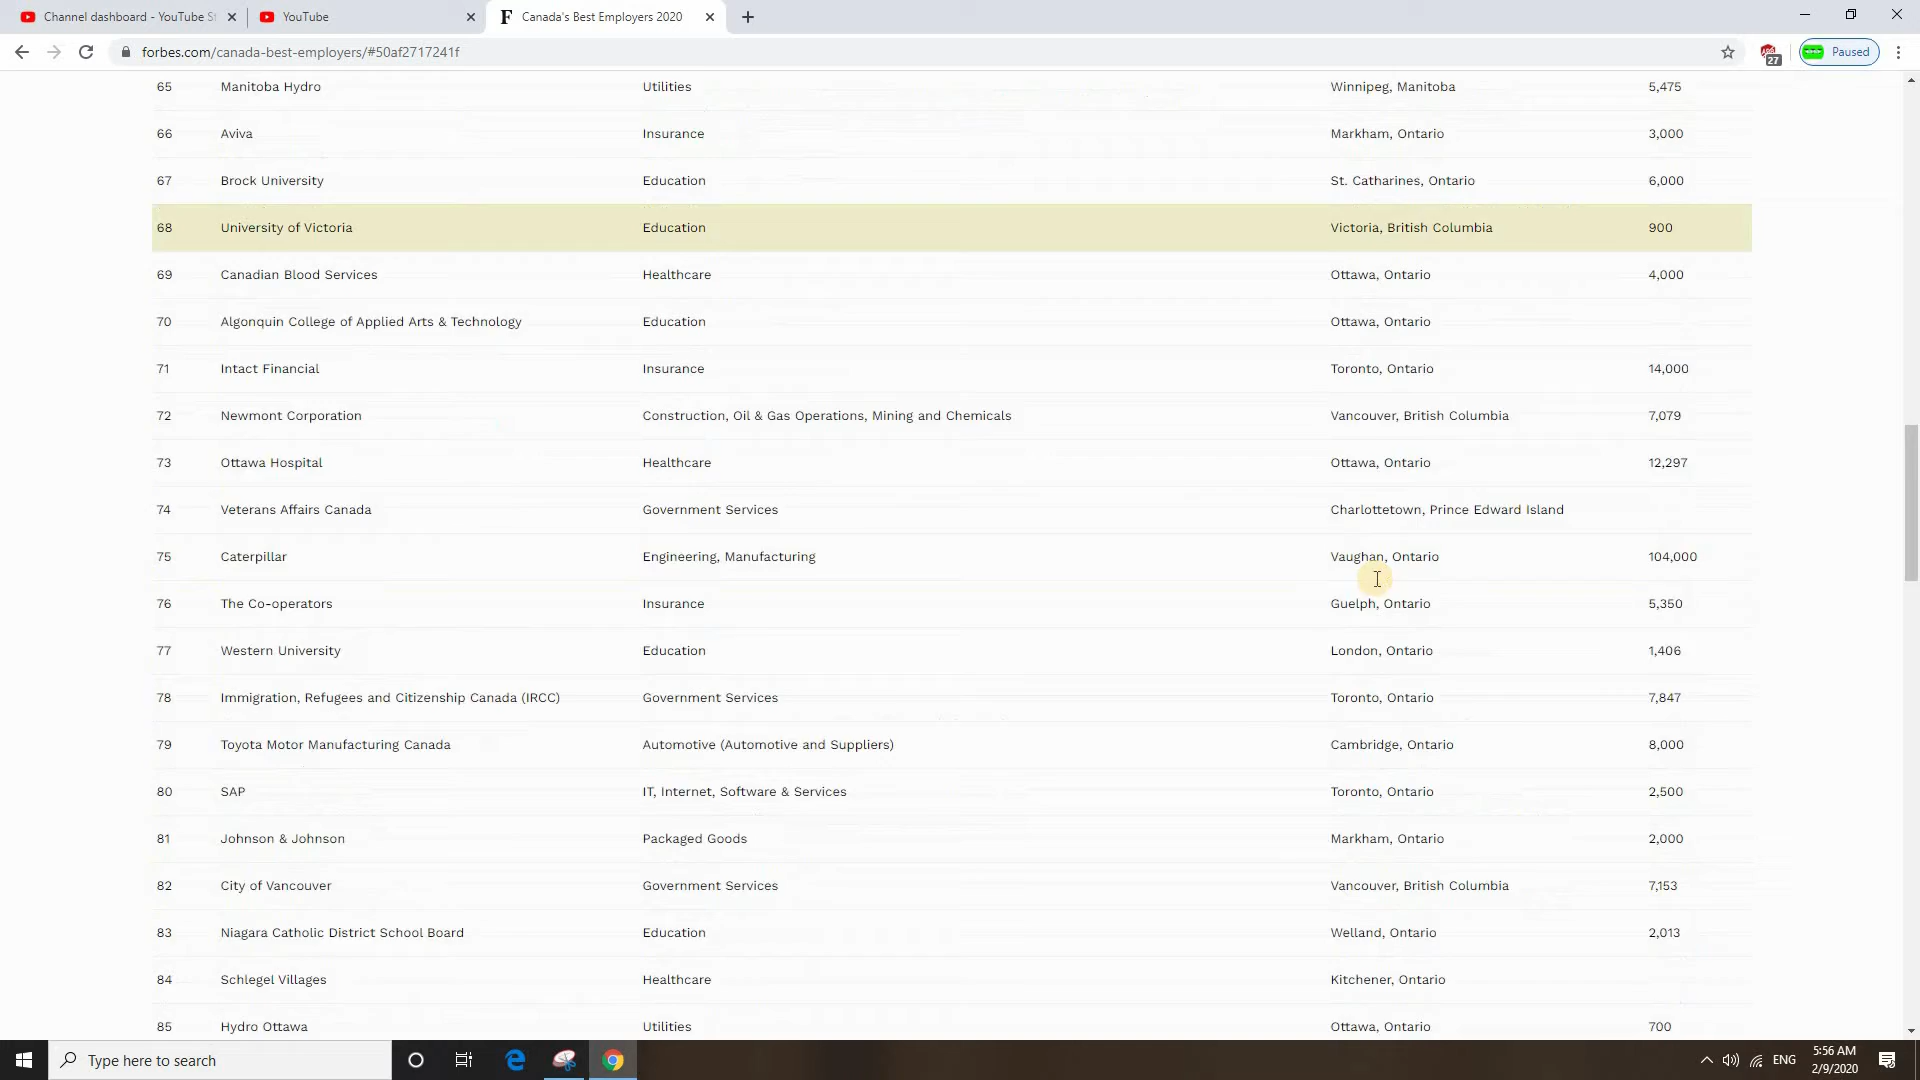 Channel dashboard - YouTube St
YouTube
F Canada's Best Employers 2020
forbes.com/canada-best-employers/#50af2717241f
27
Paused
65 Manitoba Hydro Utilities Winnipeg, Manitoba 5,475
66 Aviva Insurance Markham, Ontario 3,000
67 Brock University Education St. Catharines, Ontario 6,000
68 University of Victoria Education Victoria, British Columbia 900
69 Canadian Blood Services Healthcare Ottawa, Ontario 4,000
70 Algonquin College of Applied Arts & Technology Education Ottawa, Ontario
71 Intact Financial Insurance Toronto, Ontario 14,000
72 Newmont Corporation Construction, Oil & Gas Operations, Mining and Chemicals Vancouver, British Columbia 7,079
73 Ottawa Hospital Healthcare Ottawa, Ontario 12,297
74 Veterans Affairs Canada Government Services Charlottetown, Prince Edward Island
75 Caterpillar Engineering, Manufacturing Vaughan, Ontario 104,000
76 The Co-operators Insurance Guelph, Ontario 5,350
77 Western University Education London, Ontario 1,406
78 Immigration, Refugees and Citizenship Canada (IRCC) Government Services Toronto, Ontario 7,847
79 Toyota Motor Manufacturing Canada Automotive (Automotive and Suppliers) Cambridge, Ontario 8,000
80 SAP IT, Internet, Software & Services Toronto, Ontario 2,500
81 Johnson & Johnson Packaged Goods Markham, Ontario 2,000
82 City of Vancouver Government Services Vancouver, British Columbia 7,153
83 Niagara Catholic District School Board Education Welland, Ontario 2,013
84 Schlegel Villages Healthcare Kitchener, Ontario
85 Hydro Ottawa Utilities Ottawa, Ontario 700
Type here to search
ENG
5:56 AM
2/9/2020